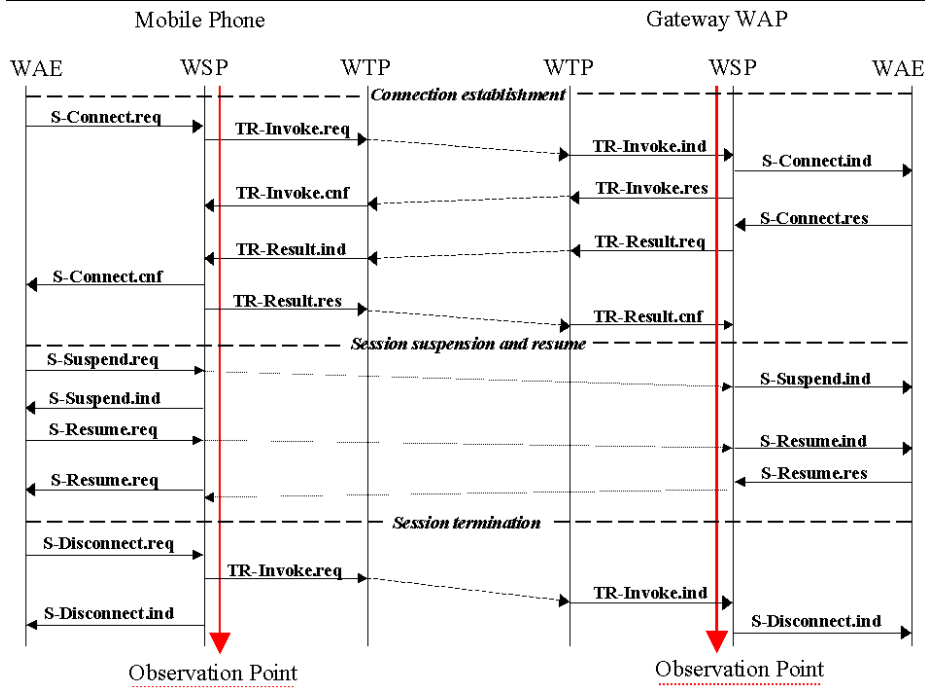 Mobile Phone Gateway WAP
WAE WSP WTP WTP WSP WAE
Connection establishment
S-Connect.req
TR-Invoke.req
TR-Invoke.ind
S-Connect.ind
TR-Invoke.cnf
TR-Invoke.res
S-Connect.res
TR-Result.ind
TR-Result.req
S-Connect.cnf
TR-Result.res
TR-Result.cnf
Session suspension and resume
S-Suspend.req
S-Suspend.ind
S-Suspend.ind
S-Resume.req
S-Resume.ind
S-Resume.req
S-Resume.res
Session termination
S-Disconnect.req
TR-Invoke.req
TR-Invoke.ind
S-Disconnect.ind
S-Disconnect.ind
Observation Point
Observation Point